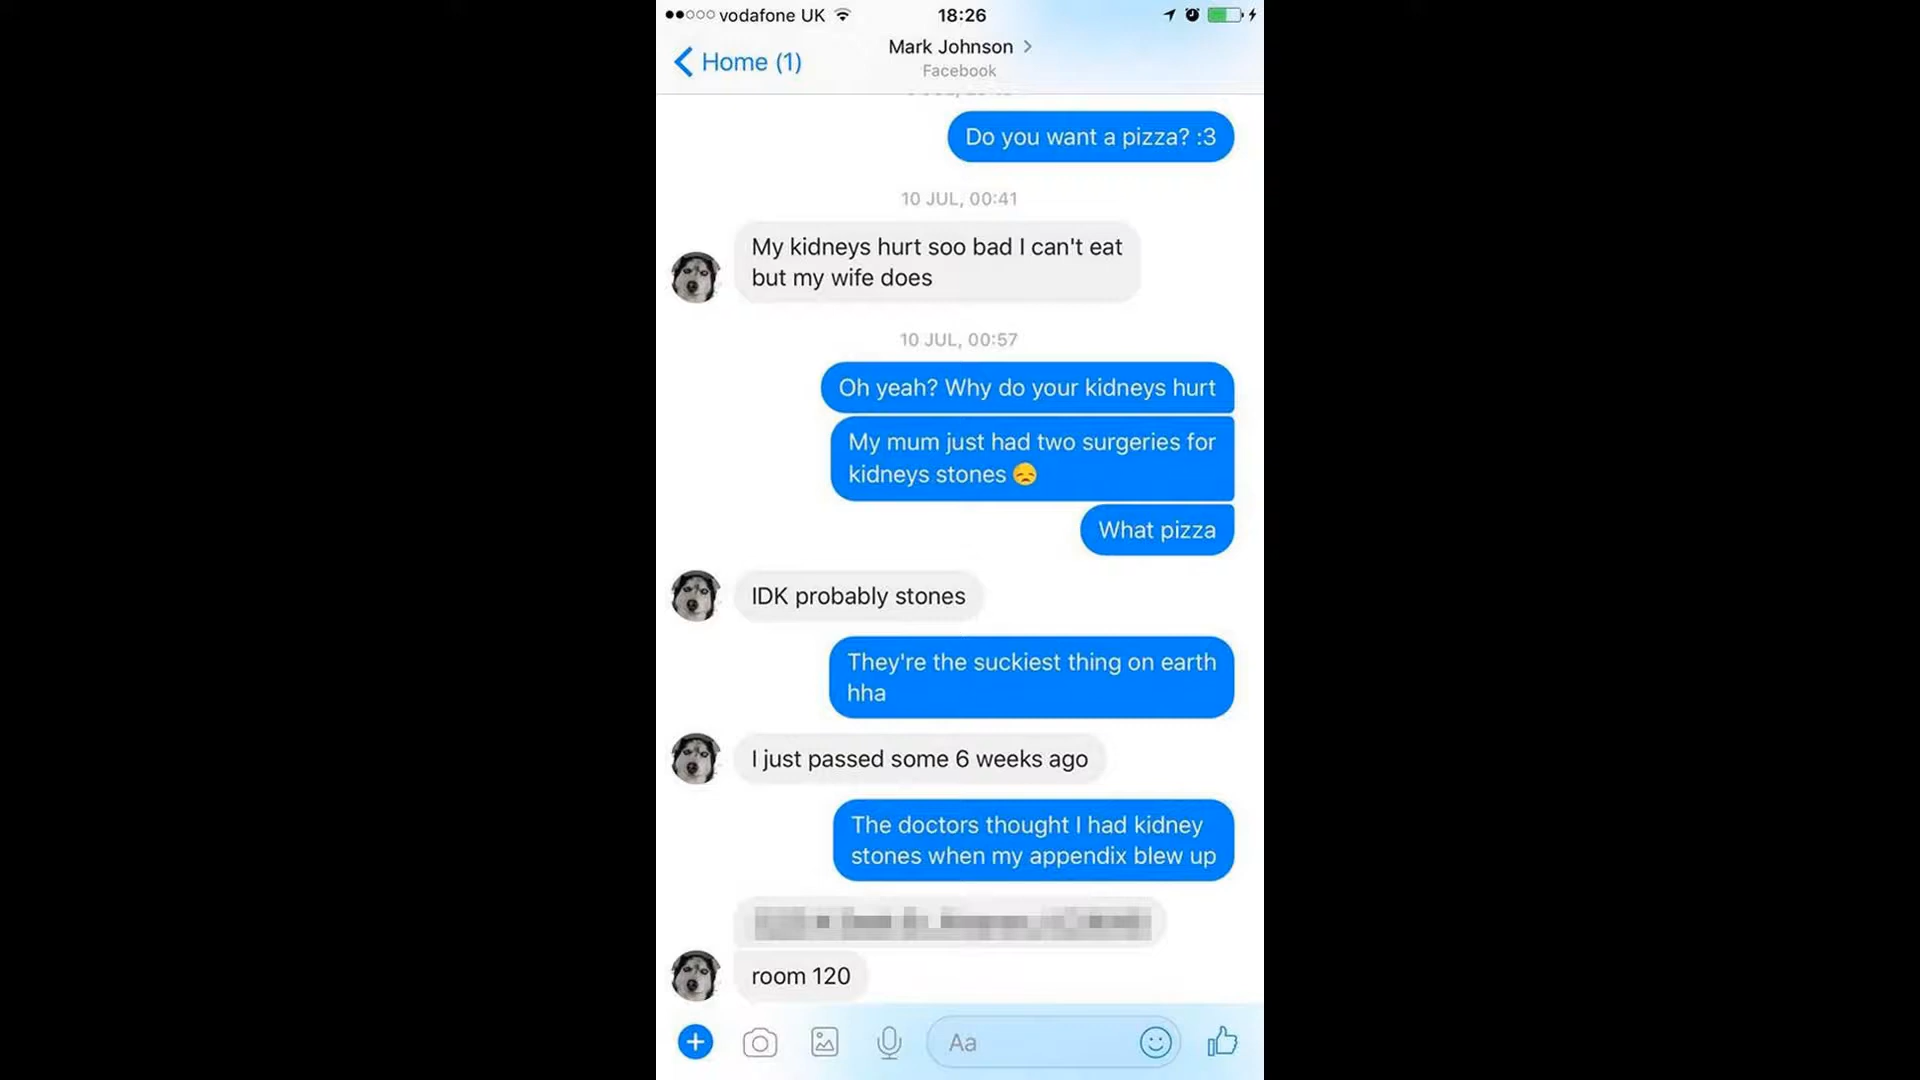 vodafone UK 18:26
Home (1)
Mark Johnson
Facebook
Do you want a pizza? :3
10 JUL, 00:41
My kidneys hurt soo bad I can't eat
but my wife does
10 JUL, 00:57
Oh yeah? Why do your kidneys hurt
My mum just had two surgeries for
kidneys stones 😞
What pizza
IDK probably stones
They're the suckiest thing on earth
hha
I just passed some 6 weeks ago
The doctors thought I had kidney
stones when my appendix blew up
room 120
Aa